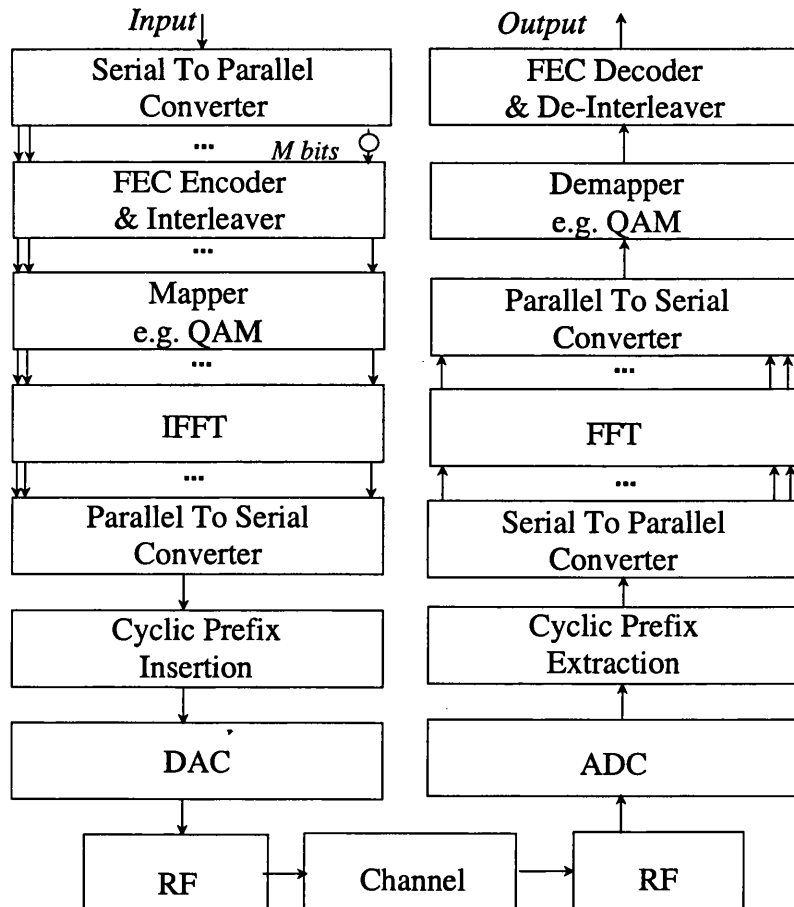 Input
Serial To Parallel
Converter
...
M bits
FEC Encoder
& Interleaver
...
Mapper
e.g. QAM
...
IFFT
...
Parallel To Serial
Converter
Cyclic Prefix
Insertion
DAC
RF
Channel
RF
ADC
Cyclic Prefix
Extraction
Serial To Parallel
Converter
...
FFT
...
Parallel To Serial
Converter
Demapper
e.g. QAM
FEC Decoder
& De-Interleaver
Output